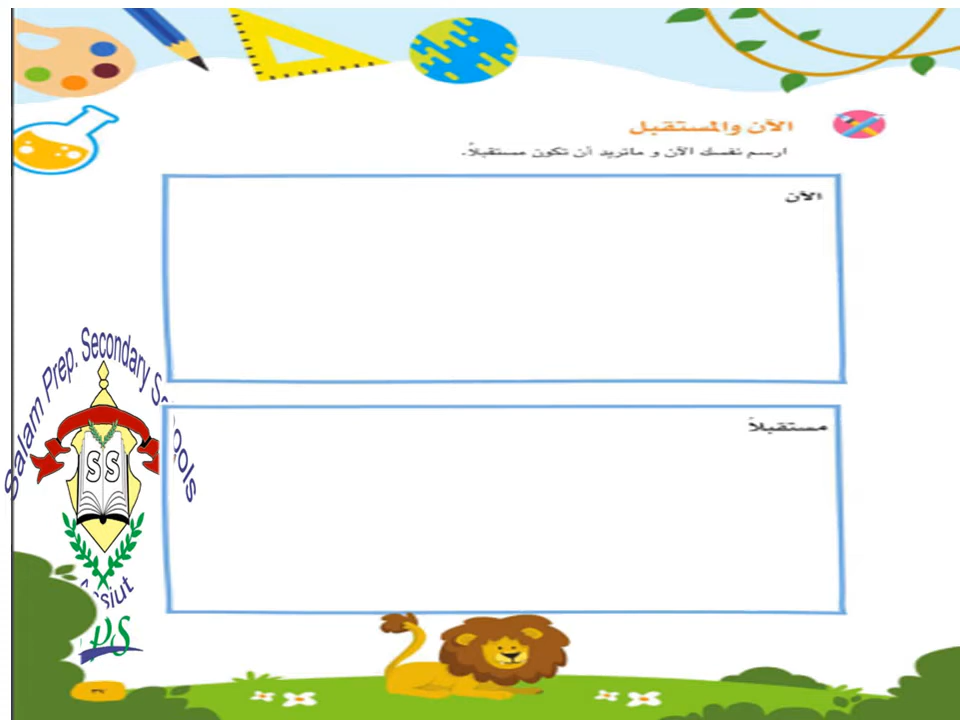 الآن والمستقبل
ارسم نفسك الآن و ماتريد أن تكون مستقبلاً.
الآن
مستقبلاً
Salam Prep. Secondary Schools
SS
Assiut